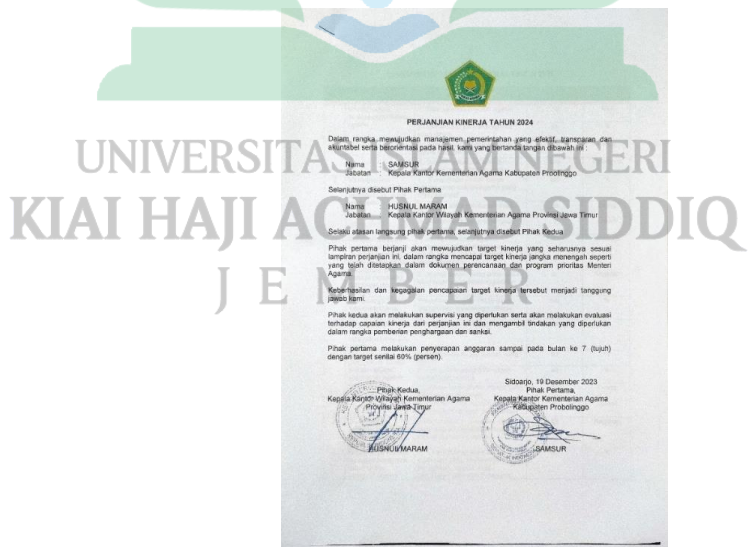 PERJANJIAN KINERJA TAHUN 2024
Dalam rangka mewujudkan manajemen pemerintahan yang efektif, transparan dan
akuntabel serta berorientasi pada hasil, kami yang bertanda tangan dibawah ini :
Nama : SAMSUR
Jabatan : Kepala Kantor Kementerian Agama Kabupaten Proolinggo
Selanjutnya disebut Pihak Pertama
Nama : HUSNUL MARAM
Jabatan : Kepala Kantor Wilayah Kementerian Agama Provinsi Jawa Timur
Selaku atasan langsung pihak pertama, selanjutnya disebut Pihak Kedua
Pihak pertama berjanji akan mewujudkan target kinerja yang seharusnya sesuai
lampiran perjanjian ini, dalam rangka mencapai target kinerja jangka menengah seperti
yang telah ditetapkan dalam dokumen perencanaan dan program prioritas Menteri
Agama.
Keberhasilan dan kegagalan pencapaian target kinerja tersebut menjadi tanggung
jawab kami.
Pihak kedua akan melakukan supervisi yang diperlukan serta akan melakukan evaluasi
terhadap capaian kinerja dari perjanjian ini dan mengambil tindakan yang diperlukan
dalam rangka pemberian penghargaan dan sanksi.
Pihak pertama melakukan penyerapan anggaran sampai pada bulan ke 7 (tujuh)
dengan target senilai 60% (persen).
Sidoarjo, 19 Desember 2023
Pihak Kedua,
Kepala Kantor Wilayah Kementerian Agama
Provinsi Jawa Timur
HUSNUL MARAM
Pihak Pertama,
Kepala Kantor Kementerian Agama
Kabupaten Probolinggo
SAMSUR
UNIVERSITAS ISLAM NEGERI
KIAI HAJI ACHMAD SIDDIQ
JEMBER